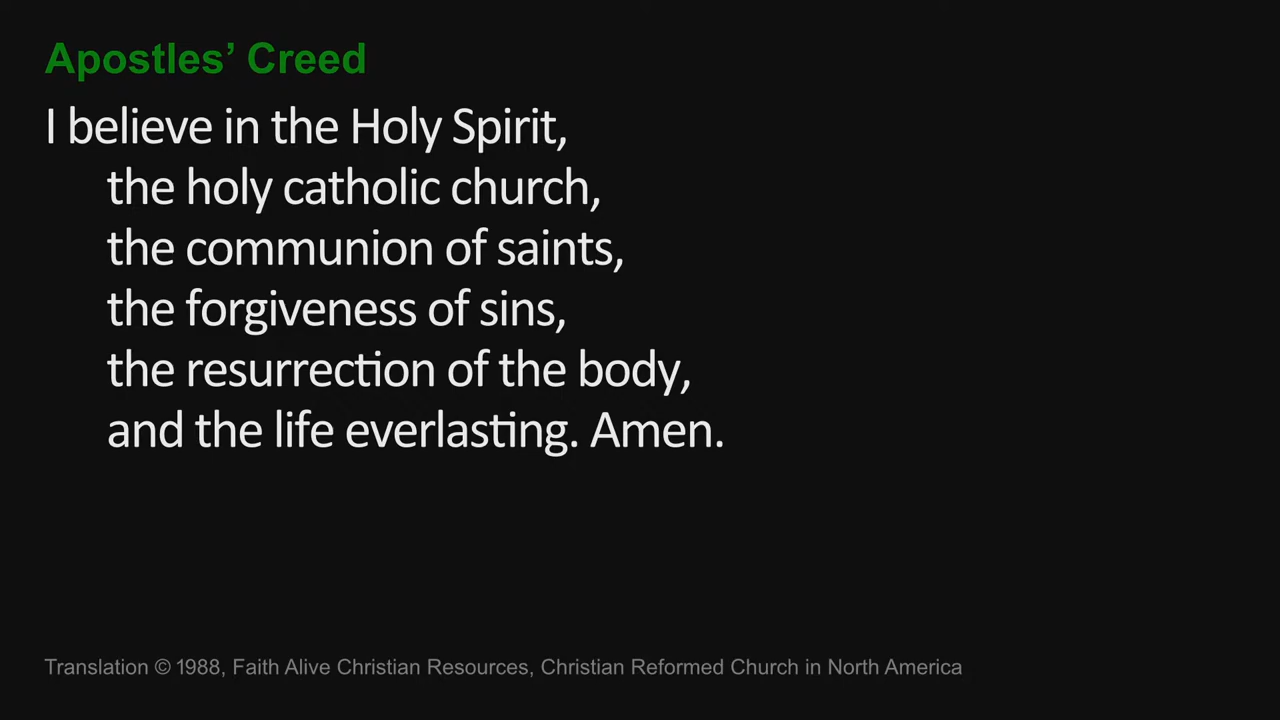 Apostles’ Creed
I believe in the Holy Spirit,
the holy catholic church,
the communion of saints,
the forgiveness of sins,
the resurrection of the body,
and the life everlasting. Amen.
Translation © 1988, Faith Alive Christian Resources, Christian Reformed Church in North America